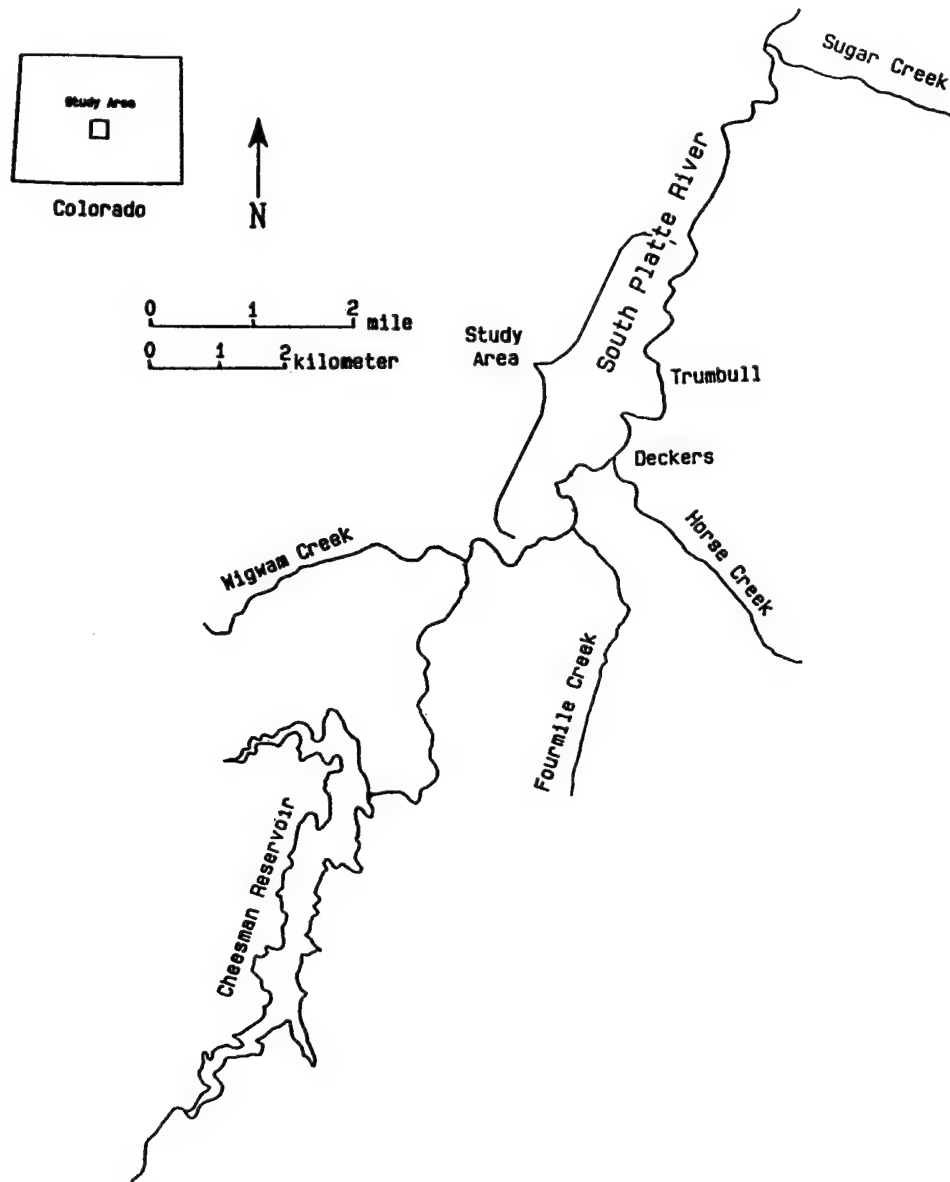 Sugar Creek
Study Area
Colorado
N
South Platte River
0 1 2 mile
0 1 2 kilometer
Study
Area
Trumbull
Deckers
Horse Creek
Wigwam Creek
Fourmile Creek
Cheesman Reservoir